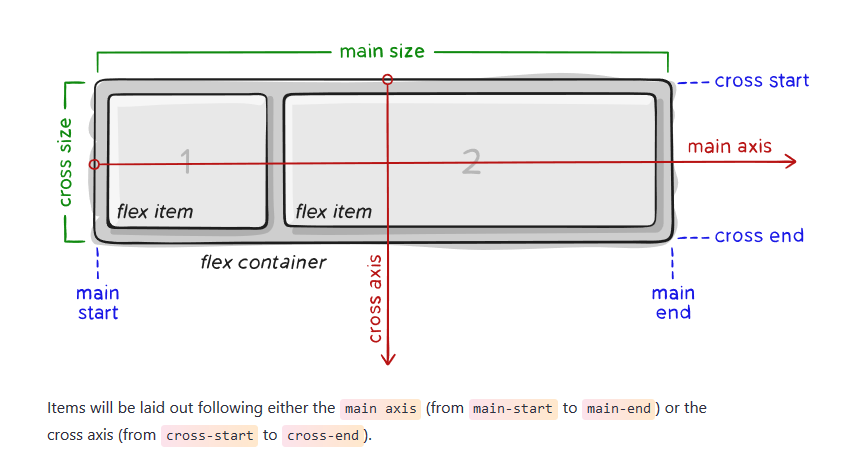 main size
cross start
cross size
1
2
main axis
flex item
flex item
cross end
flex container
cross axis
main
start
main
end
Items will be laid out following either the main axis (from main-start to main-end) or the
cross axis (from cross-start to cross-end).